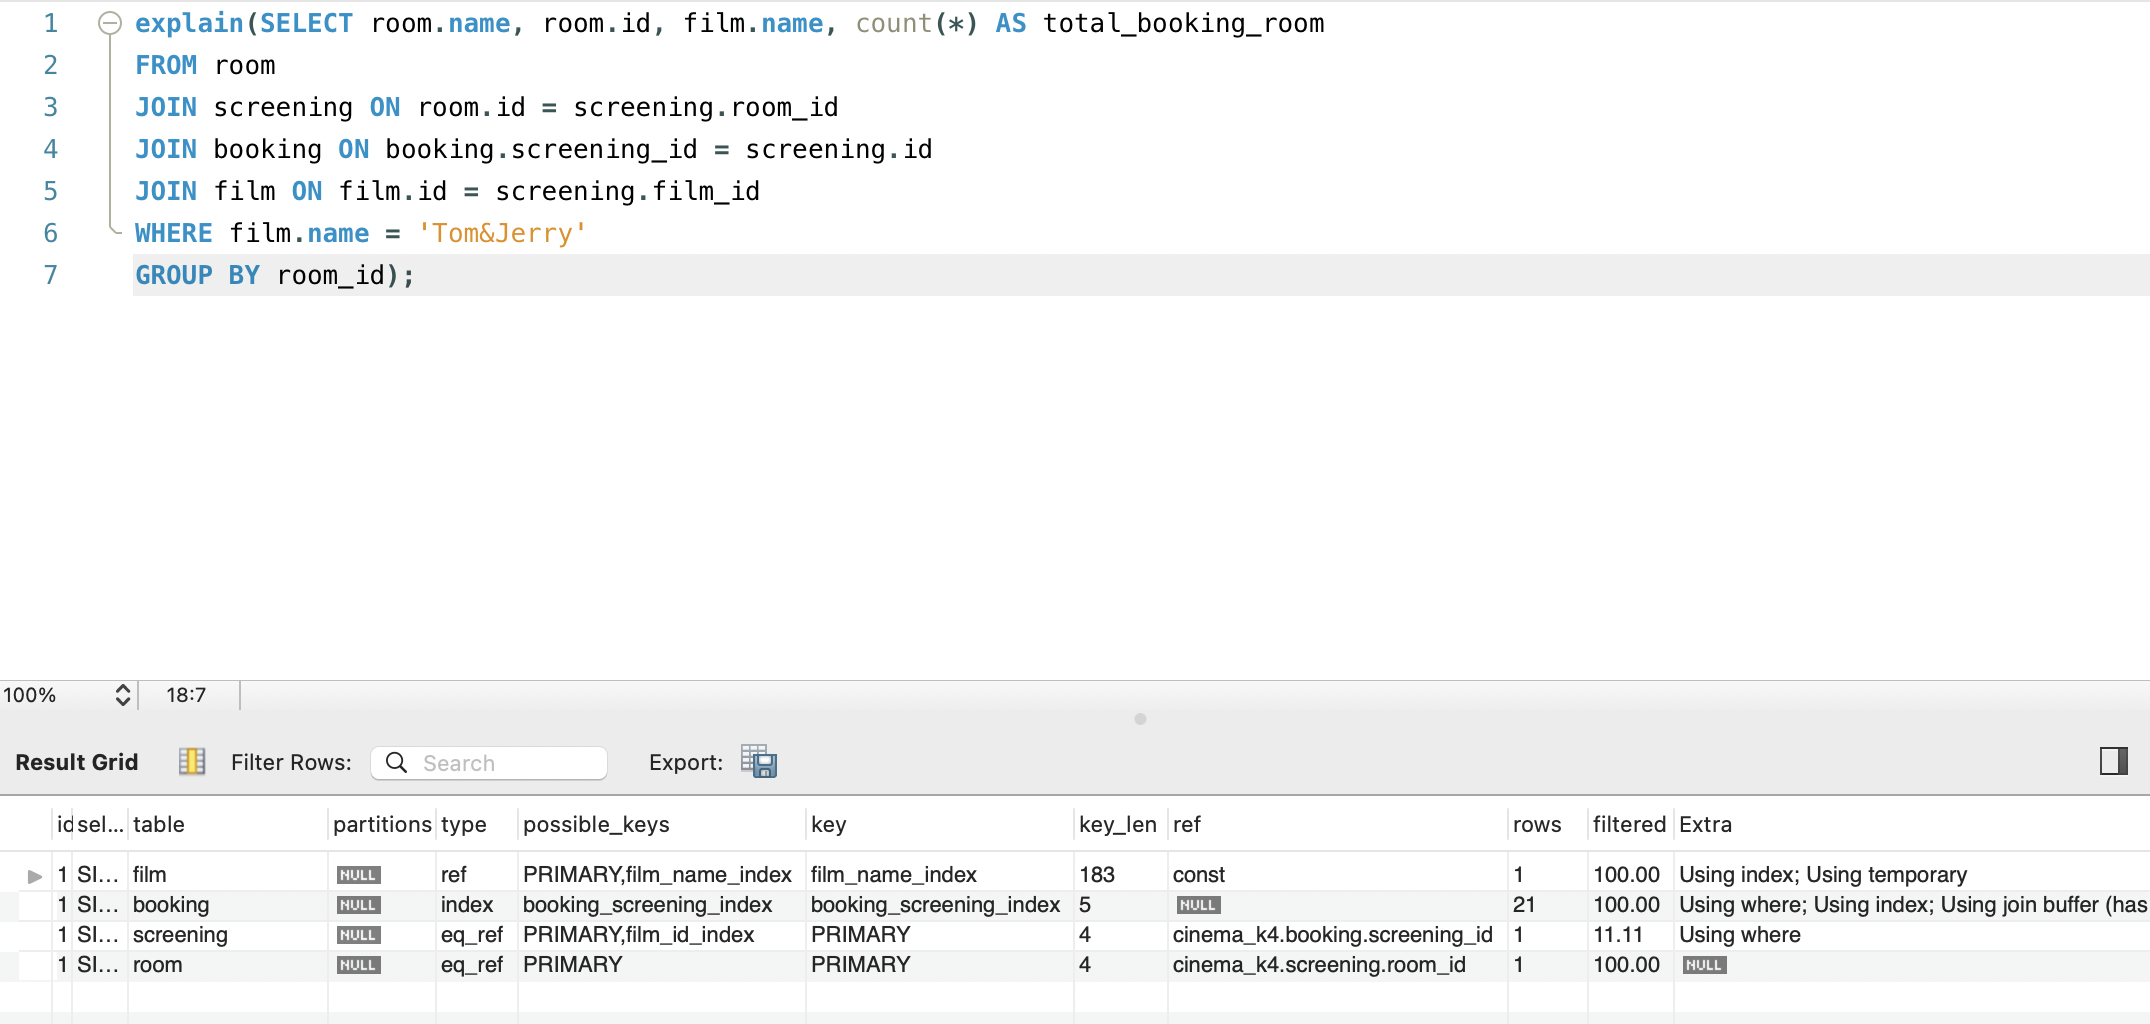 1 explain(SELECT room.name, room.id, film.name, count(*) AS total_booking_room
2 FROM room
3 JOIN screening ON room.id = screening.room_id
4 JOIN booking ON booking.screening_id = screening.id
5 JOIN film ON film.id = screening.film_id
6 WHERE film.name = 'Tom&Jerry'
7 GROUP BY room_id);
100% 18:7
Result Grid Filter Rows: Search Export:
id sel... table partitions type possible_keys key key_len ref rows filtered Extra
1 SI... film NULL ref PRIMARY,film_name_index film_name_index 183 const 1 100.00 Using index; Using temporary
1 SI... booking NULL index booking_screening_index booking_screening_index 5 NULL 21 100.00 Using where; Using index; Using join buffer (has
1 SI... screening NULL eq_ref PRIMARY,film_id_index PRIMARY 4 cinema_k4.booking.screening_id 1 11.11 Using where
1 SI... room NULL eq_ref PRIMARY PRIMARY 4 cinema_k4.screening.room_id 1 100.00 NULL